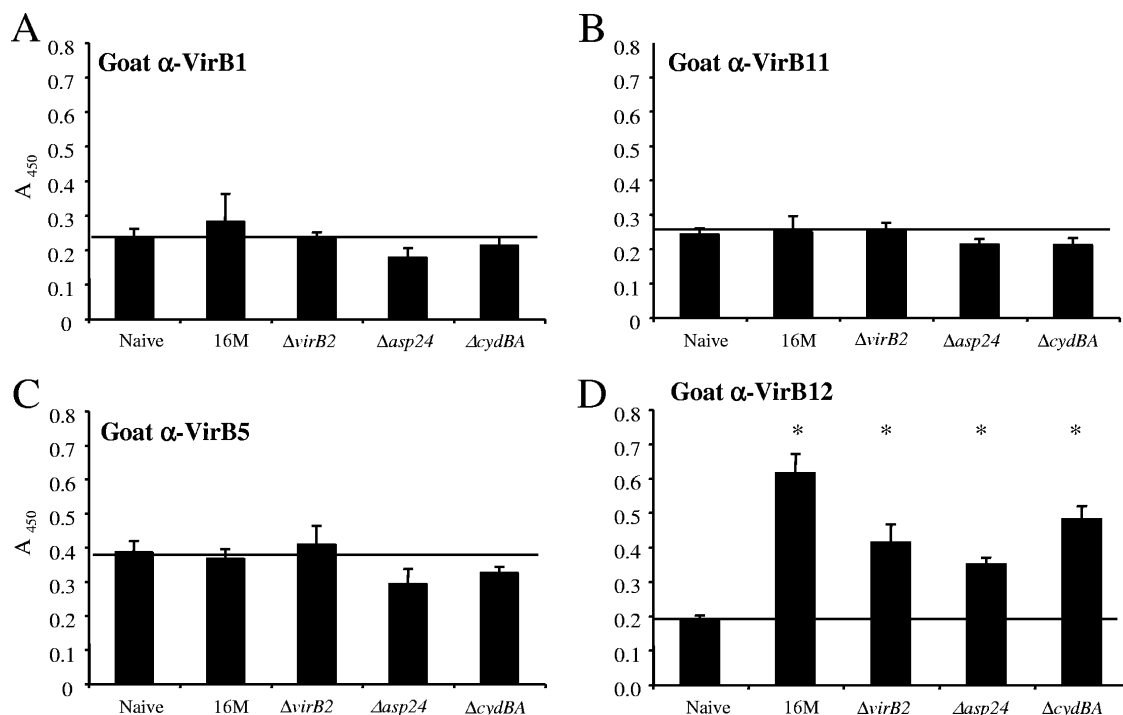 A
Goat α-VirB1
0.8
0.7
0.6
0.5
0.4
0.3
0.2
0.1
0
A 450
Naive 16M ΔvirB2 Δasp24 ΔcydBA
B
Goat α-VirB11
0.8
0.7
0.6
0.5
0.4
0.3
0.2
0.1
0
Naive 16M ΔvirB2 Δasp24 ΔcydBA
C
Goat α-VirB5
0.8
0.7
0.6
0.5
0.4
0.3
0.2
0.1
0
A 450
Naive 16M ΔvirB2 Δasp24 ΔcydBA
D
Goat α-VirB12
0.8
0.7
0.6
0.5
0.4
0.3
0.2
0.1
0.0
* * * *
Naive 16M ΔvirB2 Δasp24 ΔcydBA